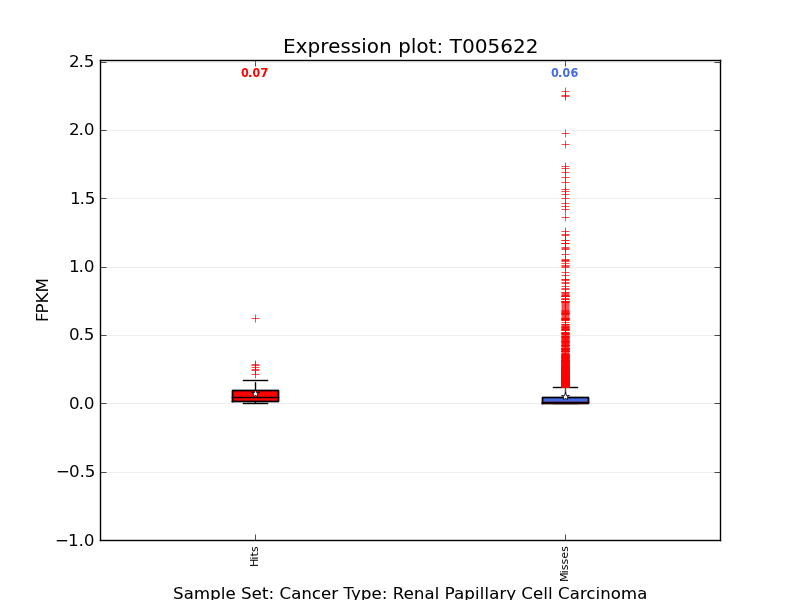 Expression plot: T005622
0.07
0.06
2.5
2.0
1.5
1.0
0.5
0.0
−0.5
−1.0
FPKM
Hits
Misses
Sample Set: Cancer Type: Renal Papillary Cell Carcinoma